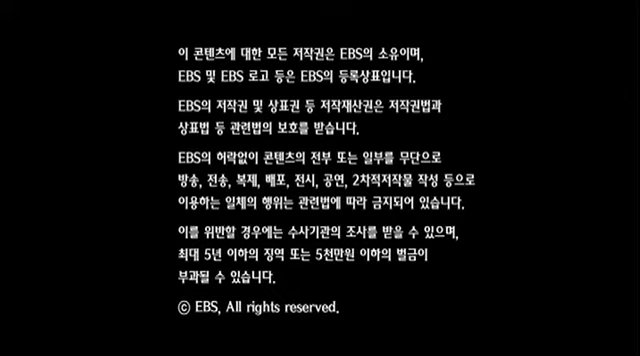 이 콘텐츠에 대한 모든 저작권은 EBS의 소유이며,
EBS 및 EBS 로고 등은 EBS의 등록상표입니다.
EBS의 저작권 및 상표권 등 저작재산권은 저작권법과
상표법 등 관련법의 보호를 받습니다.
EBS의 허락없이 콘텐츠의 전부 또는 일부를 무단으로
방송, 전송, 복제, 배포, 전시, 공연, 2차적저작물 작성 등으로
이용하는 일체의 행위는 관련법에 따라 금지되어 있습니다.
이를 위반할 경우에는 수사기관의 조사를 받을 수 있으며,
최대 5년 이하의 징역 또는 5천만원 이하의 벌금이
부과될 수 있습니다.
ⓒ EBS, All rights reserved.